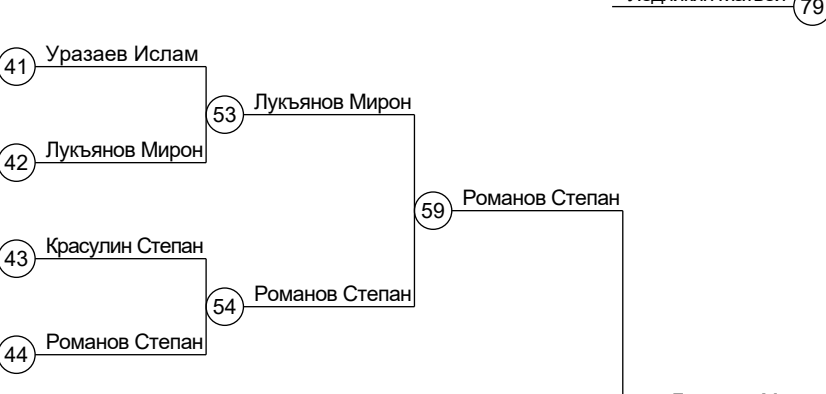 79
41 Уразаев Ислам
53 Лукъянов Мирон
42 Лукъянов Мирон
59 Романов Степан
43 Красулин Степан
54 Романов Степан
44 Романов Степан